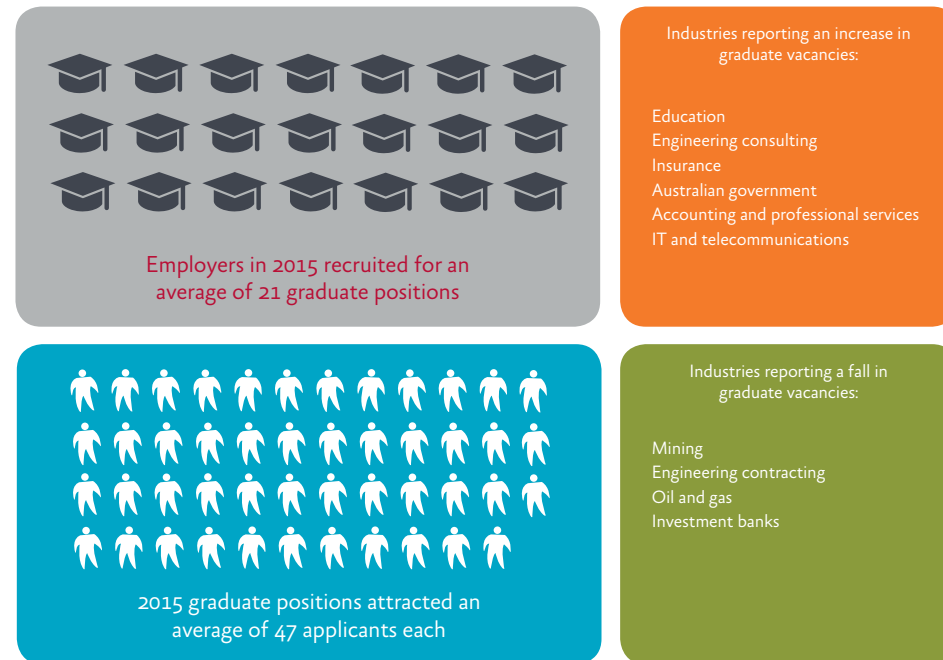 Employers in 2015 recruited for an
average of 21 graduate positions
Industries reporting an increase in
graduate vacancies:
Education
Engineering consulting
Insurance
Australian government
Accounting and professional services
IT and telecommunications
2015 graduate positions attracted an
average of 47 applicants each
Industries reporting a fall in
graduate vacancies:
Mining
Engineering contracting
Oil and gas
Investment banks